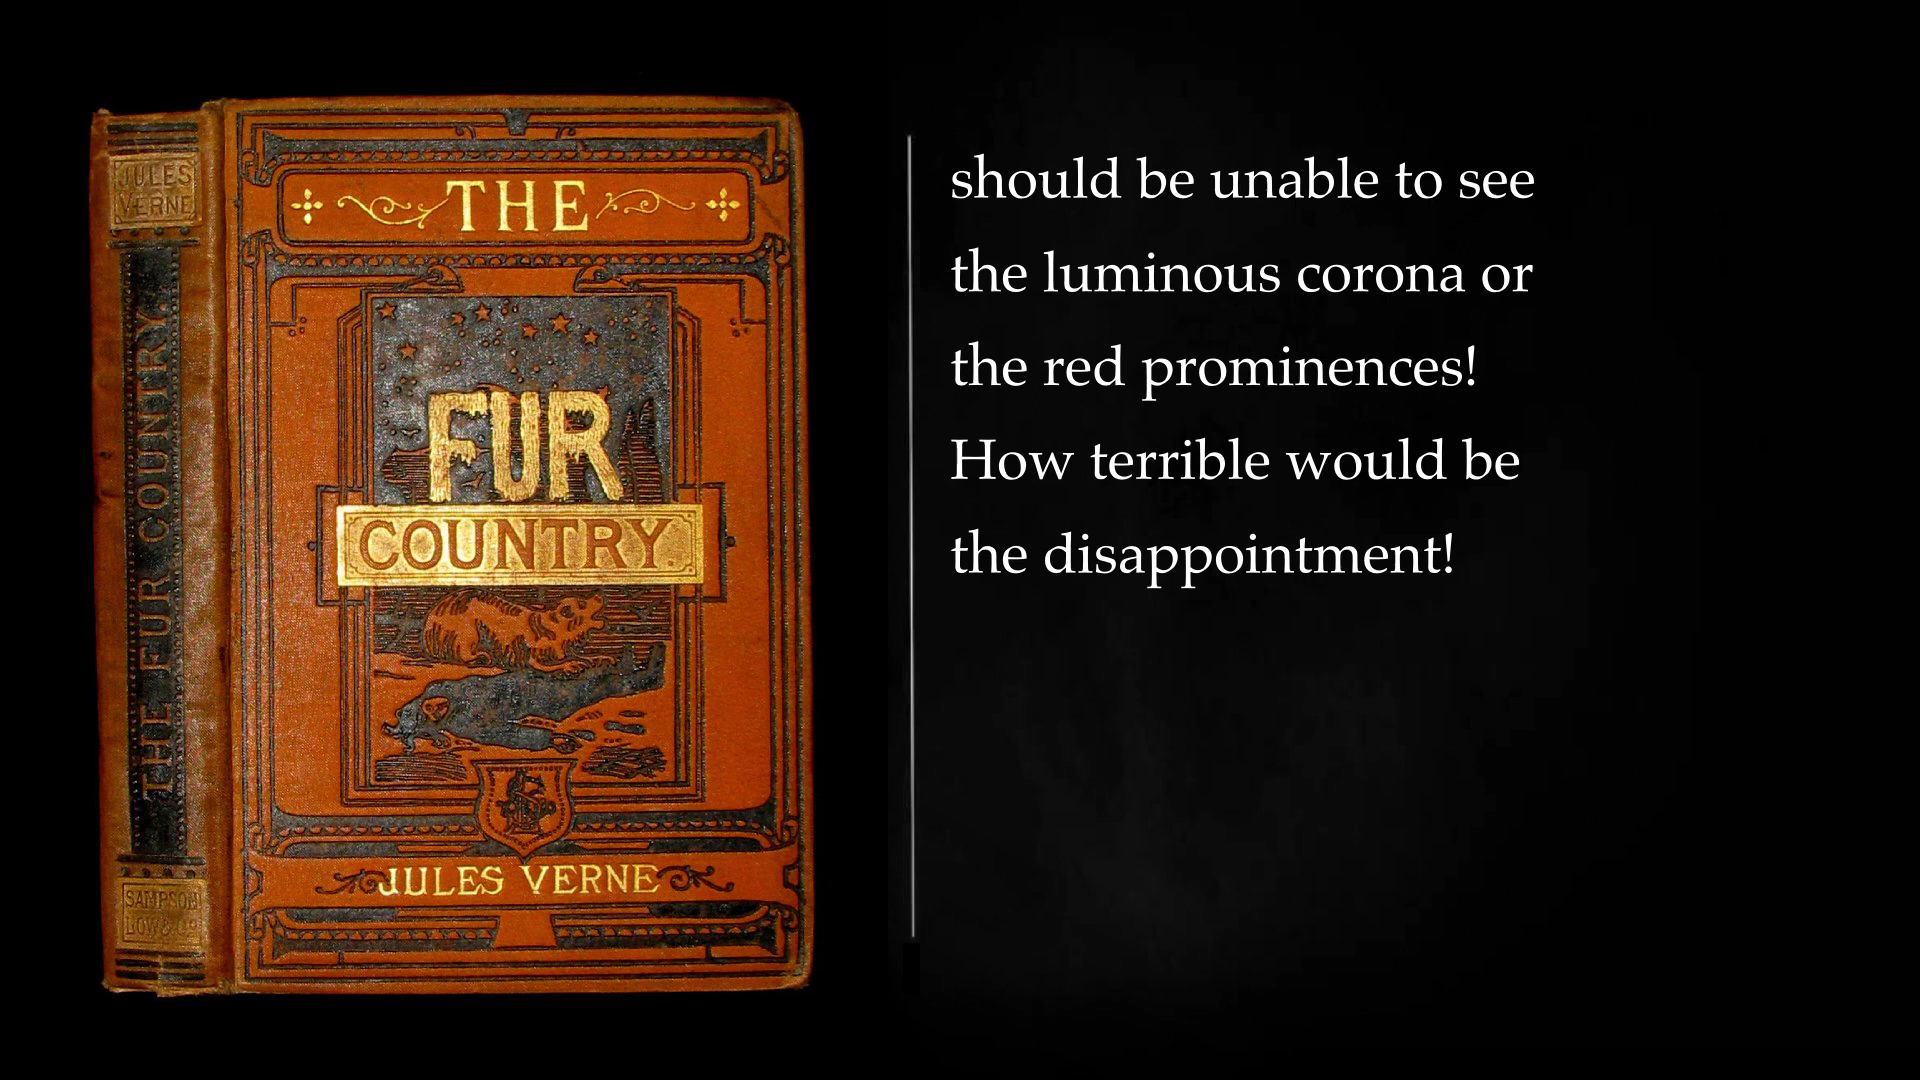 JULES
VERNE
THE FUR COUNTRY.
SAMPSON
LOW & Co
THE
FUR
COUNTRY.
JULES VERNE
should be unable to see
the luminous corona or
the red prominences!
How terrible would be
the disappointment!